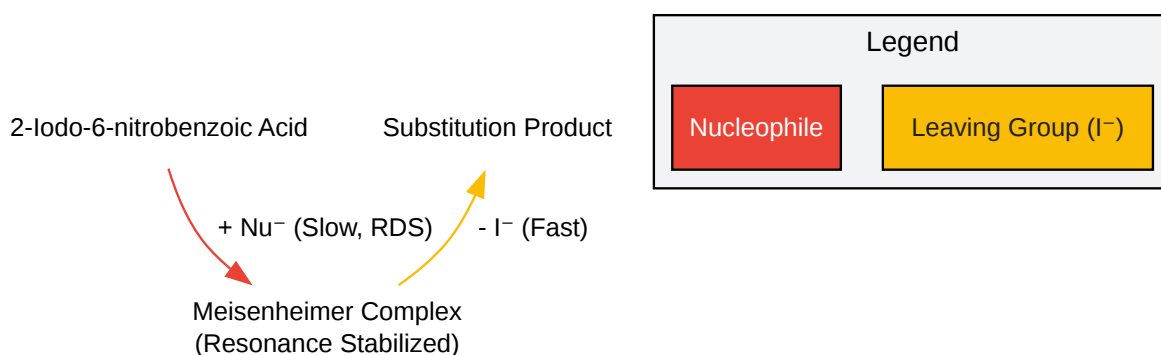 Legend
Nucleophile
Leaving Group (I⁻)
2-Iodo-6-nitrobenzoic Acid
Substitution Product
+ Nu⁻ (Slow, RDS)
- I⁻ (Fast)
Meisenheimer Complex
(Resonance Stabilized)